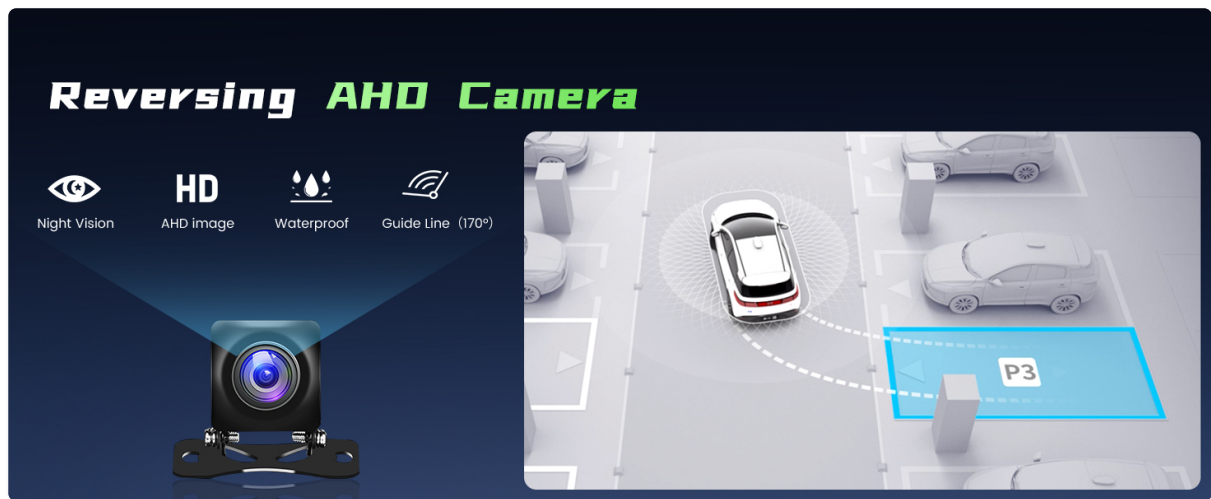 Reversing AHD Camera
Night Vision
HD
AHD image
Waterproof
Guide Line (170°)
P3